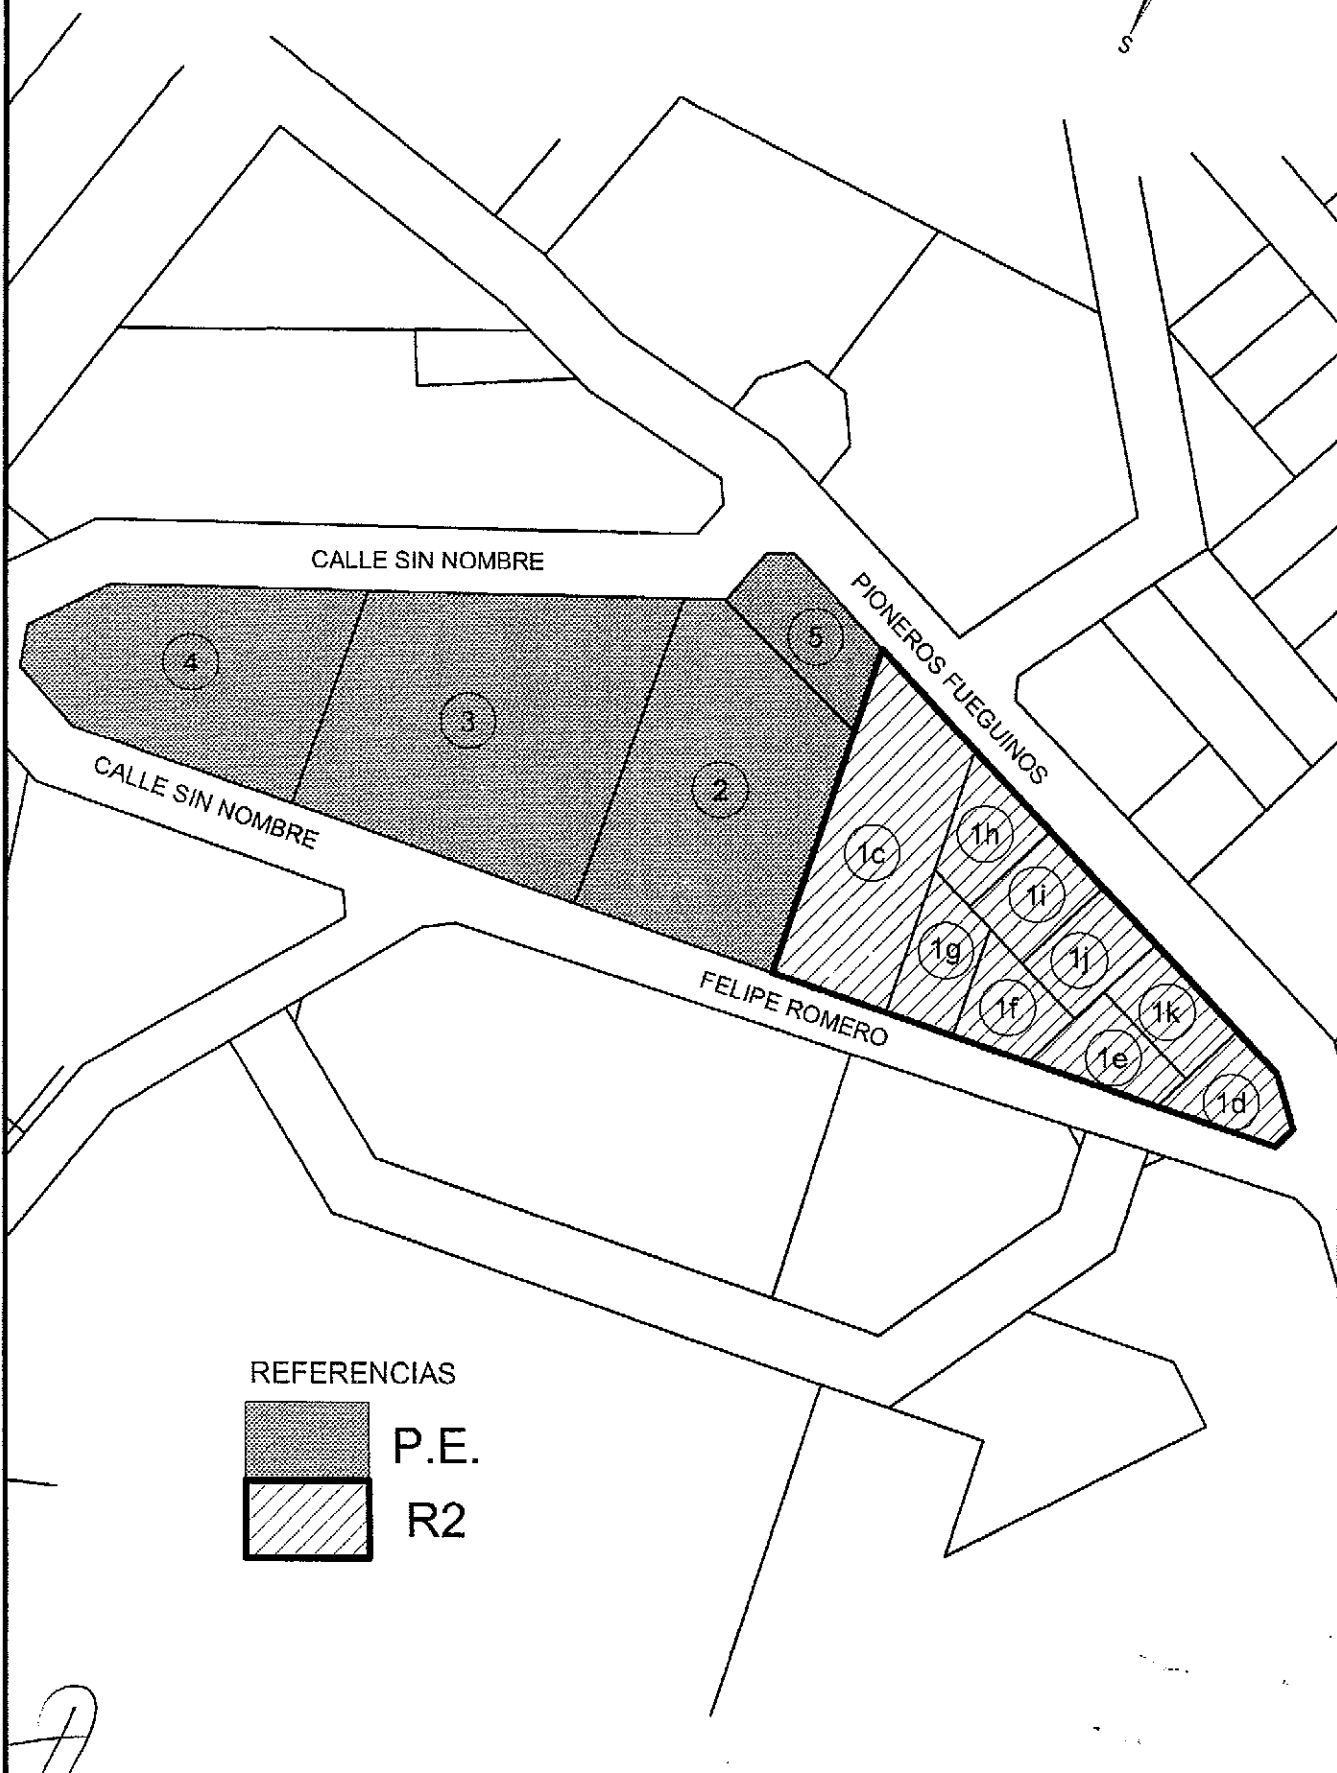 S
CALLE SIN NOMBRE
PIONEROS FUEGUINOS
5
4
3
2
CALLE SIN NOMBRE
1h
1c
1i
1g
1j
1f
1k
1e
1d
FELIPE ROMERO
REFERENCIAS
P.E.
R2